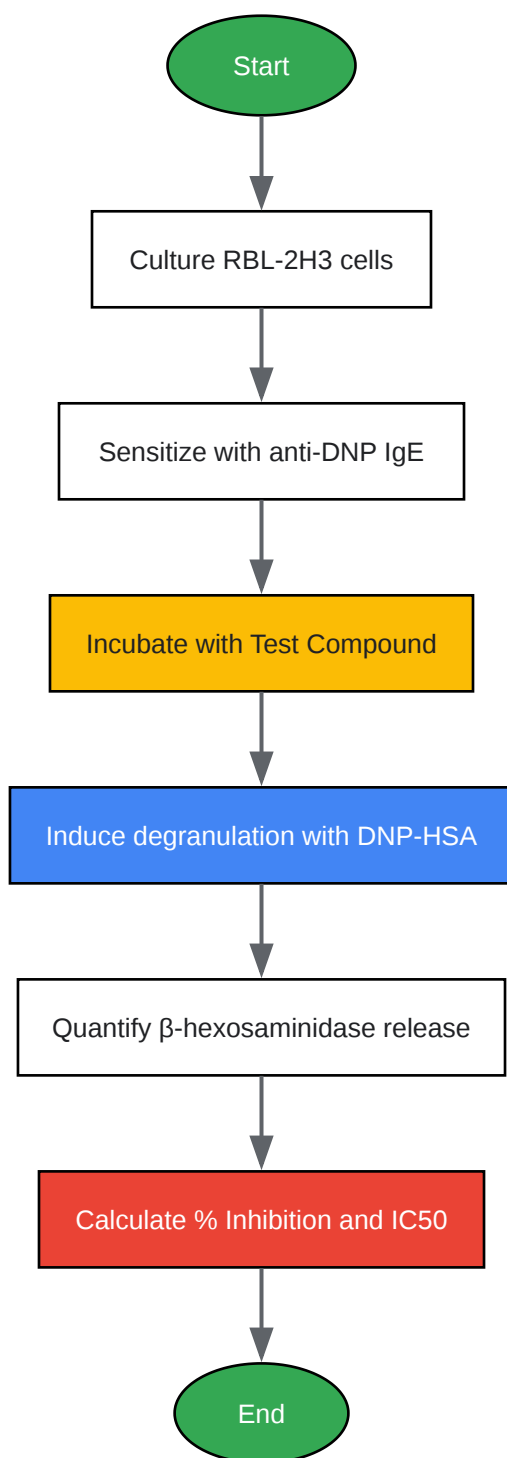 Start
Culture RBL-2H3 cells
Sensitize with anti-DNP IgE
Incubate with Test Compound
Induce degranulation with DNP-HSA
Quantify β-hexosaminidase release
Calculate % Inhibition and IC50
End